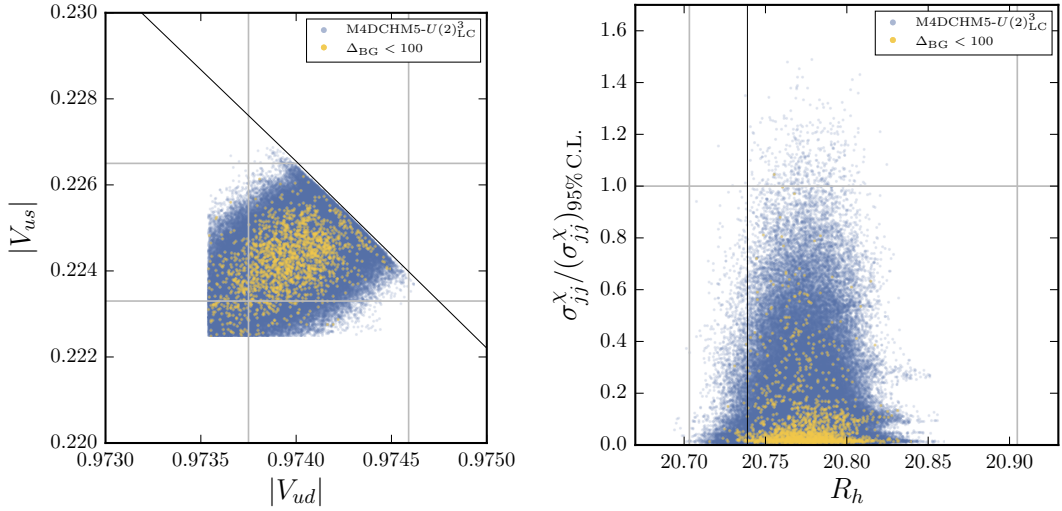 0.230
0.228
0.226
0.224
0.222
0.220
|V_{us}|
0.9730 0.9735 0.9740 0.9745 0.9750
|V_{ud}|
M4DCHM5-U(2)^3_{LC}
Δ_{BG} < 100
1.6
1.4
1.2
1.0
0.8
0.6
0.4
0.2
0.0
σ^χ_{jj}/(σ^χ_{jj})_{95% C.L.}
20.70 20.75 20.80 20.85 20.90
R_h
M4DCHM5-U(2)^3_{LC}
Δ_{BG} < 100